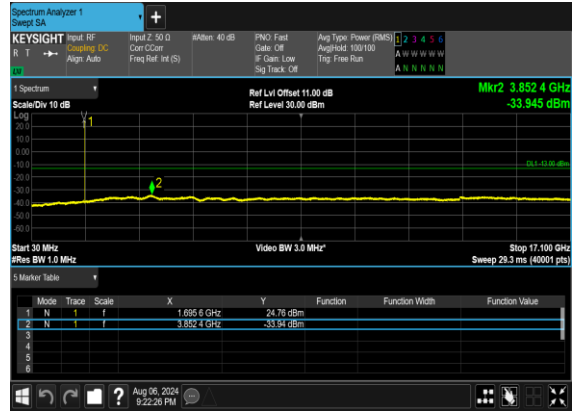 Spectrum Analyzer 1
Swept SA
+
KEYSIGHT Input: RF Input Z: 50 Ω #Atten: 40 dB PNO: Fast Avg Type: Power (RMS) 1 2 3 4 5 6
R T Coupling: DC Corr CCorr Gate: Off Avg|Hold: 100/100 A W W W W W
Align: Auto Freq Ref: Int (S) IF Gain: Low Trig: Free Run
Sig Track: Off A N N N N N
1 Spectrum Ref Lvl Offset 11.00 dB Mkr2 3.852 4 GHz
Scale/Div 10 dB Ref Level 30.00 dBm -33.945 dBm
Log
1
20.0
10.0
0.00
-10.0
DL1 -13.00 dBm
-20.0
2
-30.0
-40.0
-50.0
-60.0
Start 30 MHz Video BW 3.0 MHz* Stop 17.100 GHz
#Res BW 1.0 MHz Sweep 29.3 ms (40001 pts)
5 Marker Table
Mode Trace Scale X Y Function Function Width Function Value
1 N 1 f 1.695 6 GHz 24.76 dBm
2 N 1 f 3.852 4 GHz -33.94 dBm
3
4
5
6
? Aug 06, 2024
9:22:26 PM